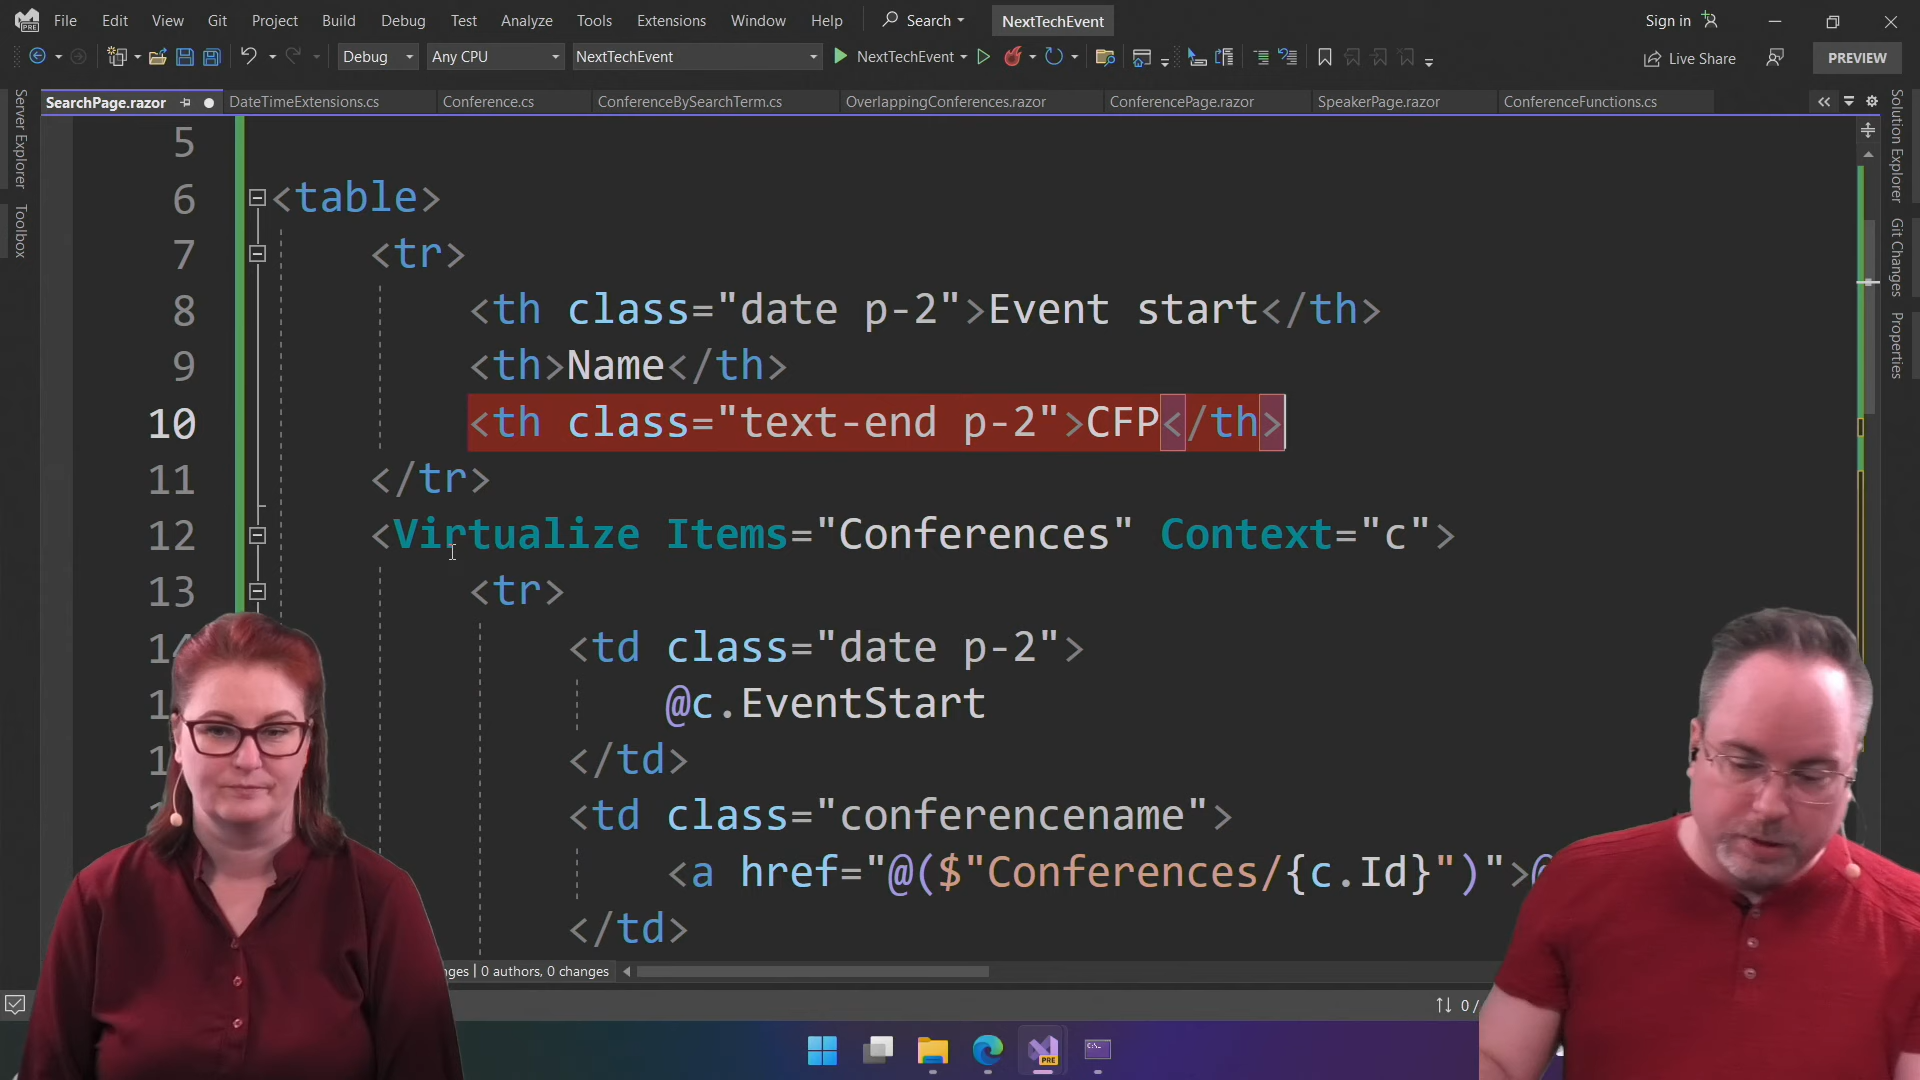 File Edit View Git Project Build Debug Test Analyze Tools Extensions Window Help Search NextTechEvent Sign in
Debug Any CPU NextTechEvent NextTechEvent Live Share PREVIEW
SearchPage.razor DateTimeExtensions.cs Conference.cs ConferenceBySearchTerm.cs OverlappingConferences.razor ConferencePage.razor SpeakerPage.razor ConferenceFunctions.cs
Server Explorer
Toolbox
Solution Explorer
Git Changes
Properties
5
6 <table>
7 <tr>
8 <th class="date p-2">Event start</th>
9 <th>Name</th>
10 <th class="text-end p-2">CFP</th>
11 </tr>
12 <Virtualize Items="Conferences" Context="c">
13 <tr>
<td class="date p-2">
@c.EventStart
</td>
<td class="conferencename">
<a href="@($"Conferences/{c.Id}")">@
</td>
0 authors, 0 changes
0 /
PRE